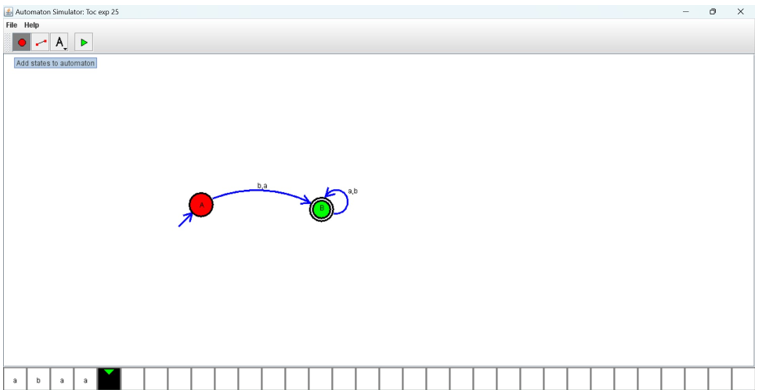 Automaton Simulator: Toc exp 25
File Help
A
Add states to automaton
b,a
a,b
A
B
a b a a